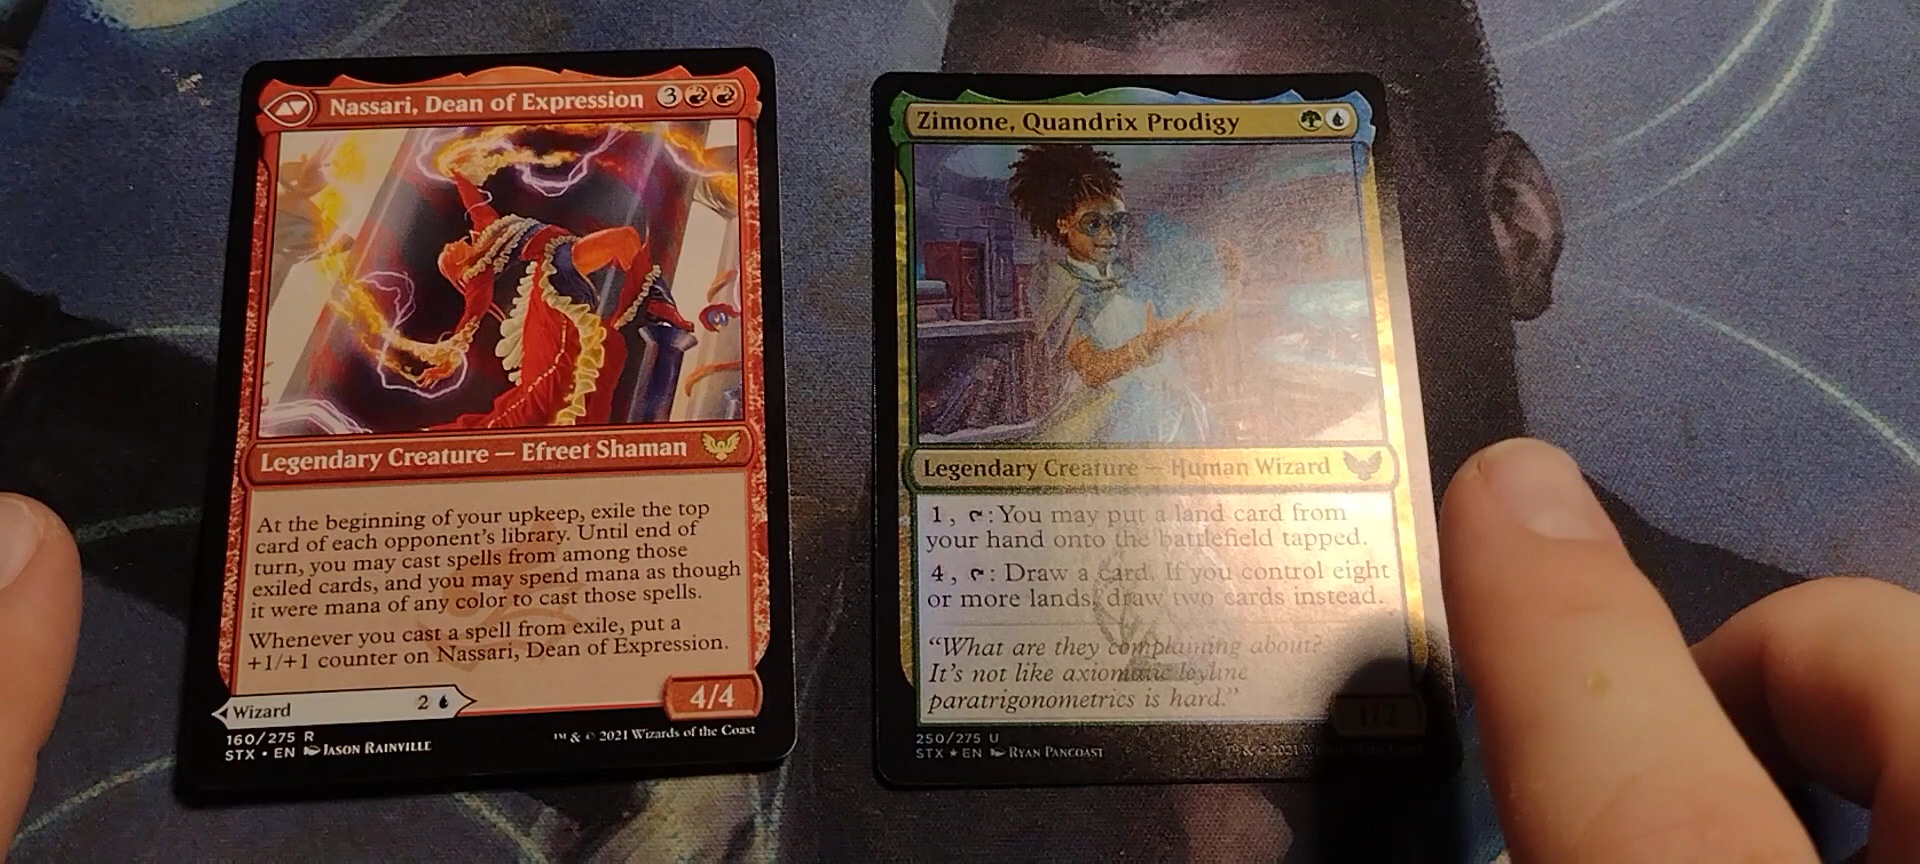 Nassari, Dean of Expression 3
Legendary Creature — Efreet Shaman
At the beginning of your upkeep, exile the top
card of each opponent's library. Until end of
turn, you may cast spells from among those
exiled cards, and you may spend mana as though
it were mana of any color to cast those spells.
Whenever you cast a spell from exile, put a
+1/+1 counter on Nassari, Dean of Expression.
Wizard 2
4/4
160/275 R
STX • EN JASON RAINVILLE
™ & © 2021 Wizards of the Coast
Zimone, Quandrix Prodigy
Legendary Creature — Human Wizard
1, : You may put a land card from
your hand onto the battlefield tapped.
4, : Draw a card. If you control eight
or more lands, draw two cards instead.
"What are they complaining about?
It's not like axiomatic leyline
paratrigonometrics is hard."
1/2
250/275 U
STX ★ EN RYAN PANCOAST
™ & © 2021